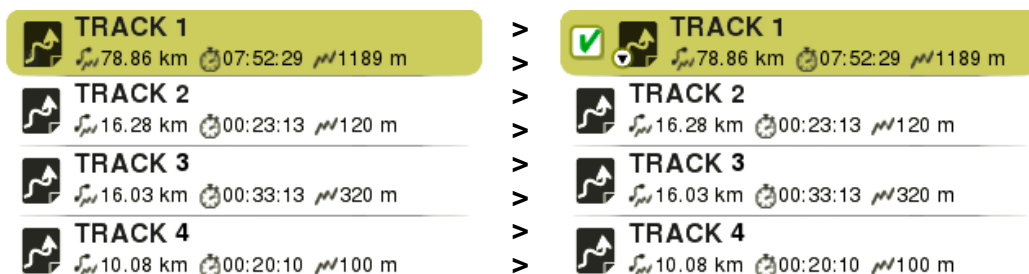 TRACK 1
78.86 km 07:52:29 1189 m
TRACK 2
16.28 km 00:23:13 120 m
TRACK 3
16.03 km 00:33:13 320 m
TRACK 4
10.08 km 00:20:10 100 m
>
>
>
>
>
>
>
>
TRACK 1
78.86 km 07:52:29 1189 m
TRACK 2
16.28 km 00:23:13 120 m
TRACK 3
16.03 km 00:33:13 320 m
TRACK 4
10.08 km 00:20:10 100 m